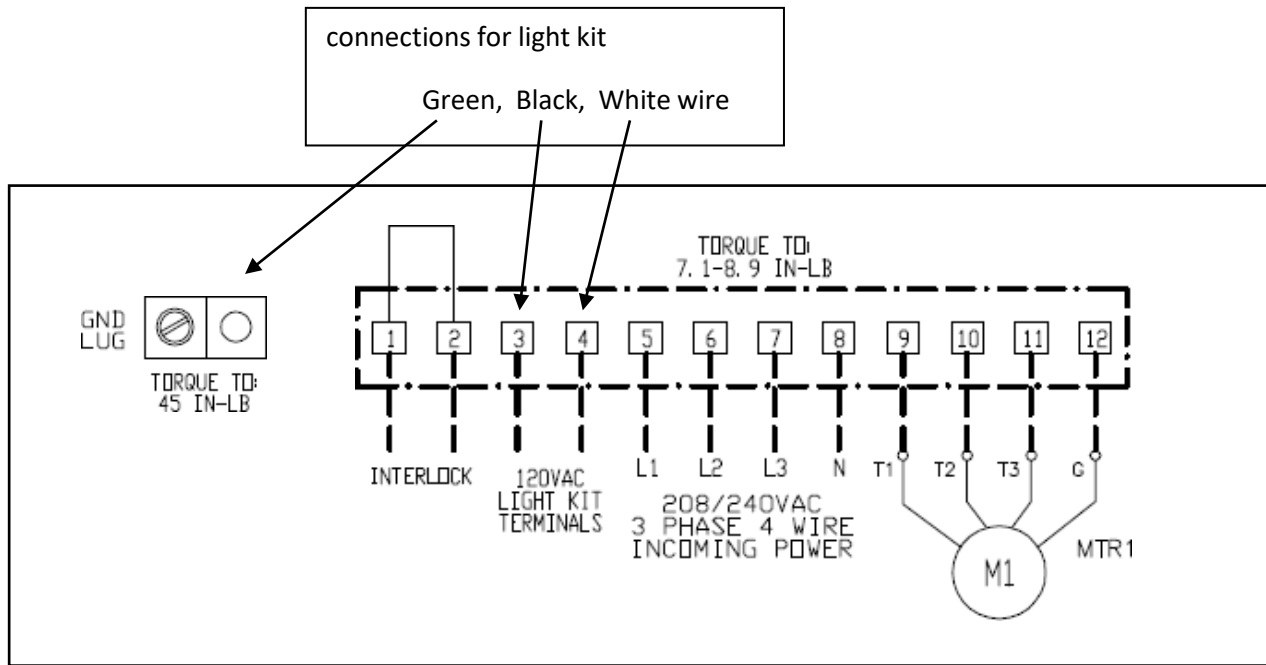 connections for light kit
Green, Black, White wire
TORQUE TO:
7.1-8.9 IN-LB
GND
LUG
1 2 3 4 5 6 7 8 9 10 11 12
TORQUE TO:
45 IN-LB
INTERLOCK
120VAC
LIGHT KIT
TERMINALS
L1 L2 L3 N
208/240VAC
3 PHASE 4 WIRE
INCOMING POWER
T1 T2 T3 G
M1
MTR1